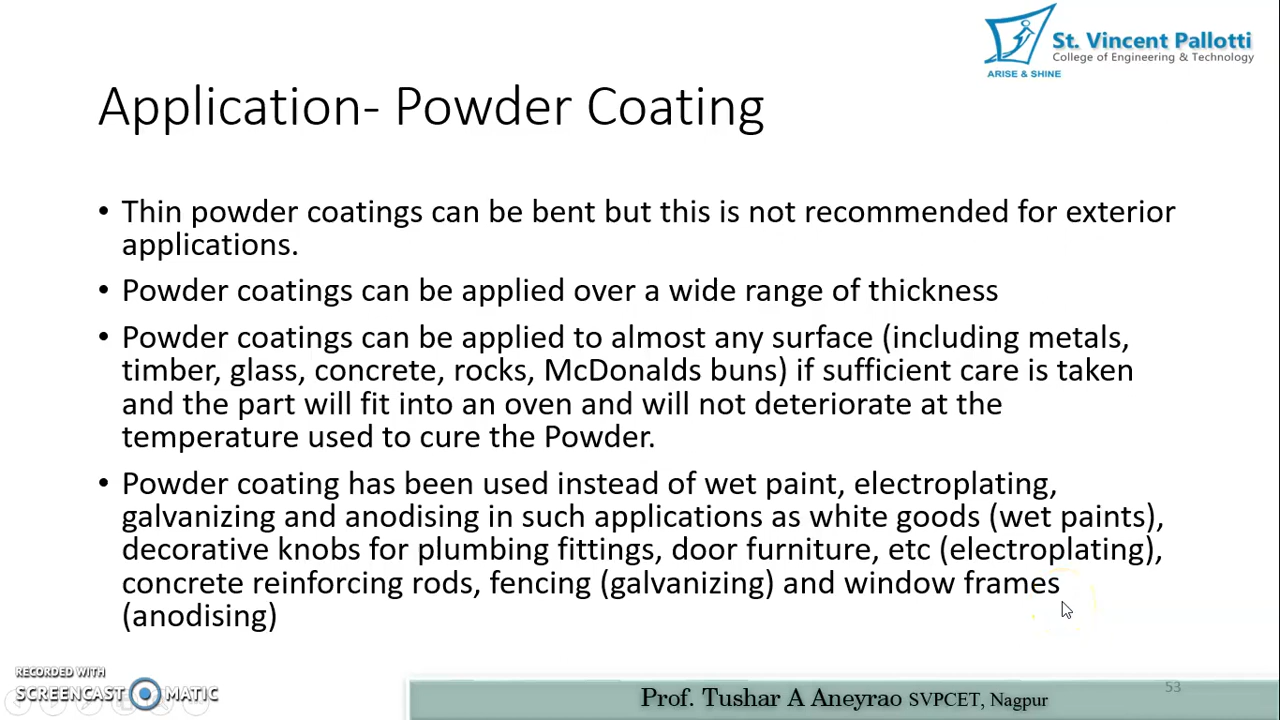 St. Vincent Pallotti
College of Engineering & Technology
ARISE & SHINE
Application- Powder Coating
• Thin powder coatings can be bent but this is not recommended for exterior
applications.
• Powder coatings can be applied over a wide range of thickness
• Powder coatings can be applied to almost any surface (including metals,
timber, glass, concrete, rocks, McDonalds buns) if sufficient care is taken
and the part will fit into an oven and will not deteriorate at the
temperature used to cure the Powder.
• Powder coating has been used instead of wet paint, electroplating,
galvanizing and anodising in such applications as white goods (wet paints),
decorative knobs for plumbing fittings, door furniture, etc (electroplating),
concrete reinforcing rods, fencing (galvanizing) and window frames
(anodising)
RECORDED WITH
SCREENCAST MATIC
Prof. Tushar A Aneyrao SVPCET, Nagpur
53